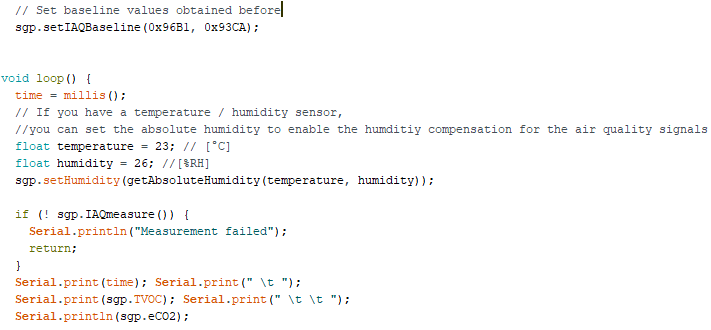 // Set baseline values obtained before
sgp.setIAQBaseline(0x96B1, 0x93CA);
void loop() {
time = millis();
// If you have a temperature / humidity sensor,
//you can set the absolute humidity to enable the humditiy compensation for the air quality signals
float temperature = 23; // [°C]
float humidity = 26; //[%RH]
sgp.setHumidity(getAbsoluteHumidity(temperature, humidity));
if (! sgp.IAQmeasure()) {
Serial.println("Measurement failed");
return;
}
Serial.print(time); Serial.print(" \t ");
Serial.print(sgp.TVOC); Serial.print(" \t \t ");
Serial.println(sgp.eCO2);